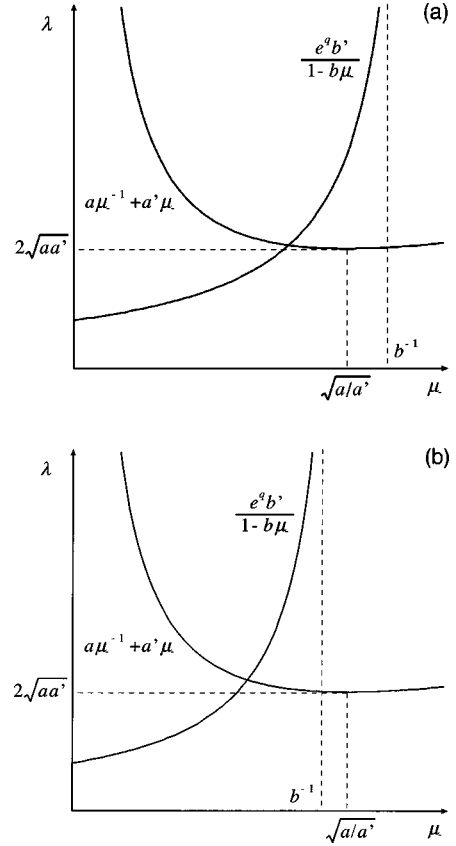 (a)
λ
e^q b'
1 - bμ
aμ^-1 + a'μ
2√aa'
b^-1
√a/a'
μ
(b)
λ
e^q b'
1 - bμ
aμ^-1 + a'μ
2√aa'
b^-1
√a/a'
μ